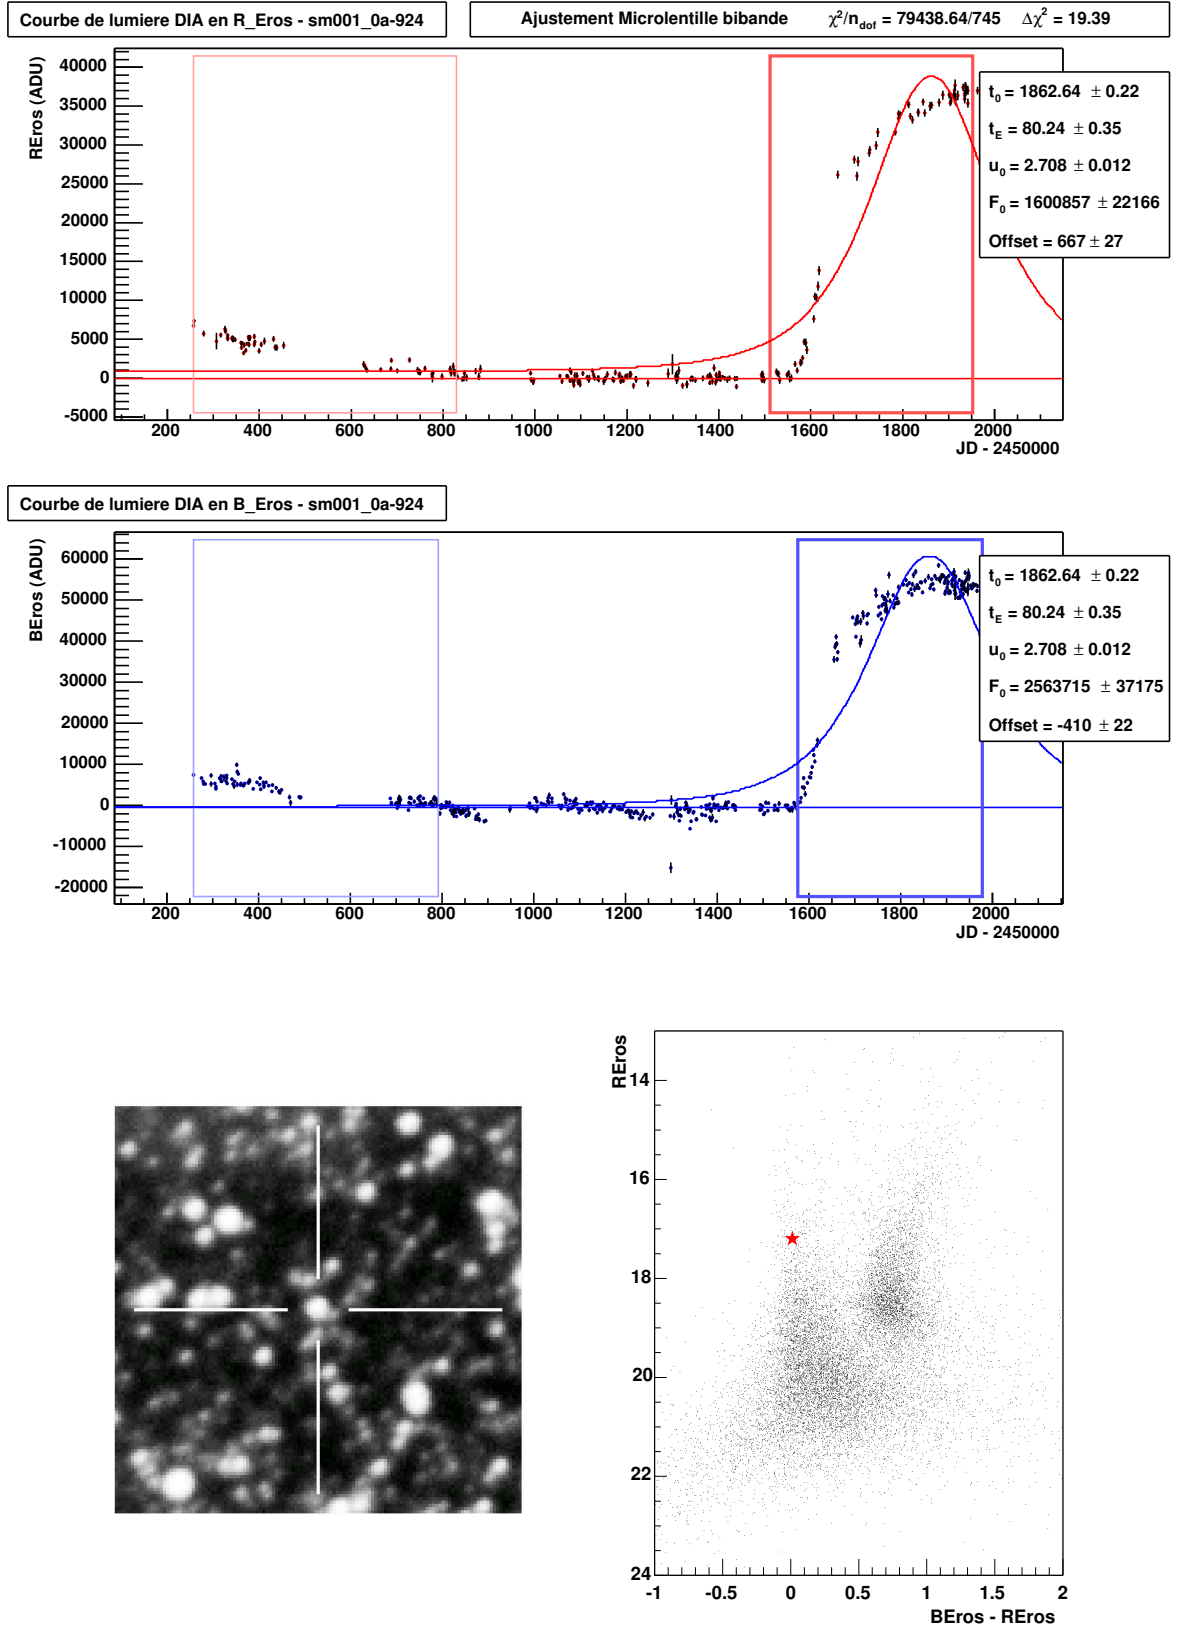 Courbe de lumiere DIA en R_Eros - sm001_0a-924
Ajustement Microlentille bibande χ²/n_dof = 79438.64/745 Δχ² = 19.39
REros (ADU)
40000
35000
30000
25000
20000
15000
10000
5000
0
-5000
t_0 = 1862.64 ± 0.22
t_E = 80.24 ± 0.35
u_0 = 2.708 ± 0.012
F_0 = 1600857 ± 22166
Offset = 667 ± 27
200 400 600 800 1000 1200 1400 1600 1800 2000
JD - 2450000
Courbe de lumiere DIA en B_Eros - sm001_0a-924
BEros (ADU)
60000
50000
40000
30000
20000
10000
0
-10000
-20000
t_0 = 1862.64 ± 0.22
t_E = 80.24 ± 0.35
u_0 = 2.708 ± 0.012
F_0 = 2563715 ± 37175
Offset = -410 ± 22
200 400 600 800 1000 1200 1400 1600 1800 2000
JD - 2450000
REros
14
16
18
20
22
24
-1 -0.5 0 0.5 1 1.5 2
BEros - REros